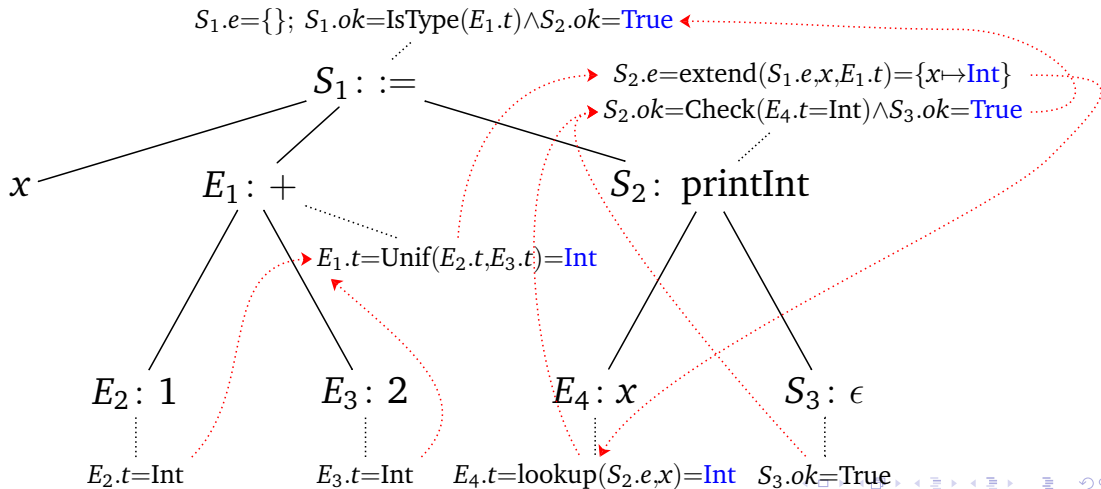 S₁.e={}; S₁.ok=IsType(E₁.t)∧S₂.ok=True
S₁: :=
S₂.e=extend(S₁.e,x,E₁.t)={x↦Int}
S₂.ok=Check(E₄.t=Int)∧S₃.ok=True
x
E₁: +
S₂: printInt
E₁.t=Unif(E₂.t,E₃.t)=Int
E₂: 1
E₃: 2
E₄: x
S₃: ϵ
E₂.t=Int
E₃.t=Int
E₄.t=lookup(S₂.e,x)=Int
S₃.ok=True